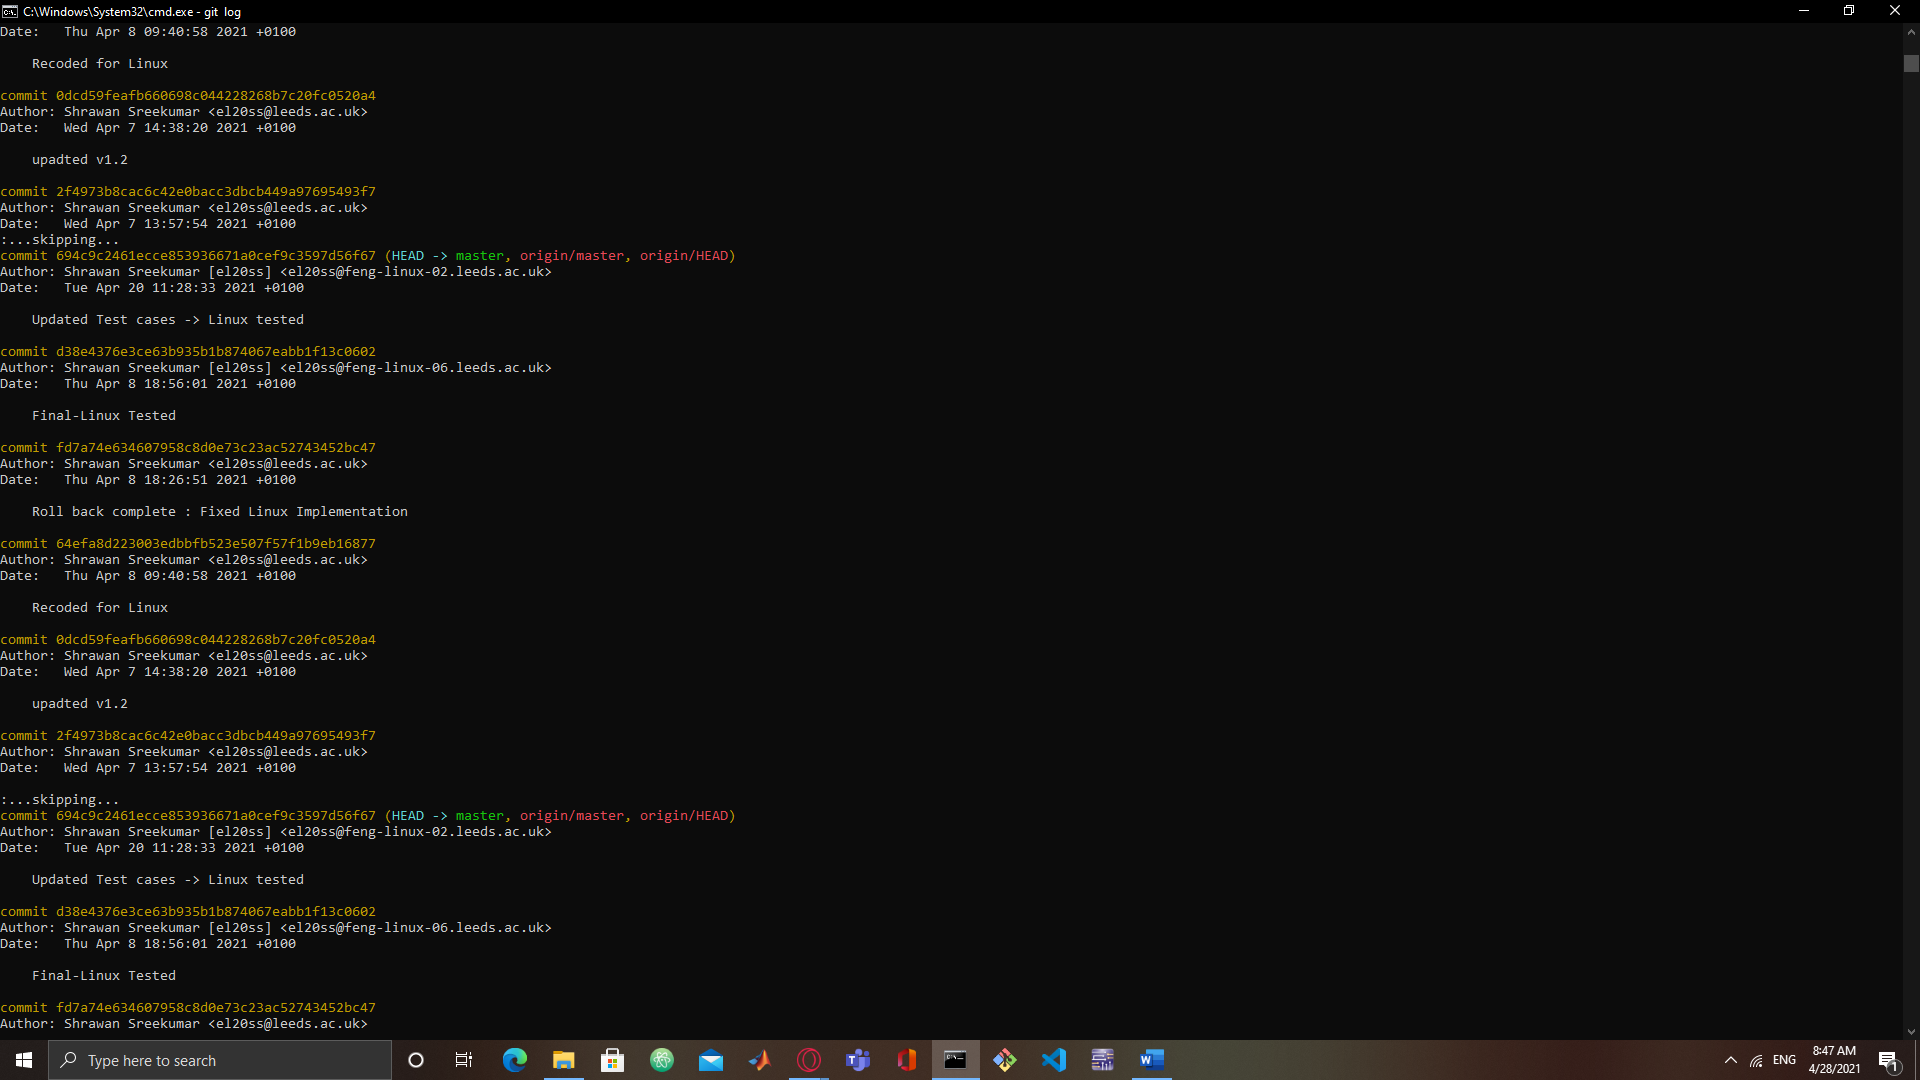 C:\Windows\System32\cmd.exe - git  log
Date:   Thu Apr 8 09:40:58 2021 +0100
Recoded for Linux
commit 0dcd59feafb660698c044228268b7c20fc0520a4
Author: Shrawan Sreekumar <el20ss@leeds.ac.uk>
Date:   Wed Apr 7 14:38:20 2021 +0100
upadted v1.2
commit 2f4973b8cac6c42e0bacc3dbcb449a97695493f7
Author: Shrawan Sreekumar <el20ss@leeds.ac.uk>
Date:   Wed Apr 7 13:57:54 2021 +0100
:...skipping...
commit 694c9c2461ecce853936671a0cef9c3597d56f67 (HEAD -> master, origin/master, origin/HEAD)
Author: Shrawan Sreekumar [el20ss] <el20ss@feng-linux-02.leeds.ac.uk>
Date:   Tue Apr 20 11:28:33 2021 +0100
Updated Test cases -> Linux tested
commit d38e4376e3ce63b935b1b874067eabb1f13c0602
Author: Shrawan Sreekumar [el20ss] <el20ss@feng-linux-06.leeds.ac.uk>
Date:   Thu Apr 8 18:56:01 2021 +0100
Final-Linux Tested
commit fd7a74e634607958c8d0e73c23ac52743452bc47
Author: Shrawan Sreekumar <el20ss@leeds.ac.uk>
Date:   Thu Apr 8 18:26:51 2021 +0100
Roll back complete : Fixed Linux Implementation
commit 64efa8d223003edbbfb523e507f57f1b9eb16877
Author: Shrawan Sreekumar <el20ss@leeds.ac.uk>
Date:   Thu Apr 8 09:40:58 2021 +0100
Recoded for Linux
commit 0dcd59feafb660698c044228268b7c20fc0520a4
Author: Shrawan Sreekumar <el20ss@leeds.ac.uk>
Date:   Wed Apr 7 14:38:20 2021 +0100
upadted v1.2
commit 2f4973b8cac6c42e0bacc3dbcb449a97695493f7
Author: Shrawan Sreekumar <el20ss@leeds.ac.uk>
Date:   Wed Apr 7 13:57:54 2021 +0100
:...skipping...
commit 694c9c2461ecce853936671a0cef9c3597d56f67 (HEAD -> master, origin/master, origin/HEAD)
Author: Shrawan Sreekumar [el20ss] <el20ss@feng-linux-02.leeds.ac.uk>
Date:   Tue Apr 20 11:28:33 2021 +0100
Updated Test cases -> Linux tested
commit d38e4376e3ce63b935b1b874067eabb1f13c0602
Author: Shrawan Sreekumar [el20ss] <el20ss@feng-linux-06.leeds.ac.uk>
Date:   Thu Apr 8 18:56:01 2021 +0100
Final-Linux Tested
commit fd7a74e634607958c8d0e73c23ac52743452bc47
Author: Shrawan Sreekumar <el20ss@leeds.ac.uk>
Type here to search
ENG
8:47 AM
4/28/2021
1